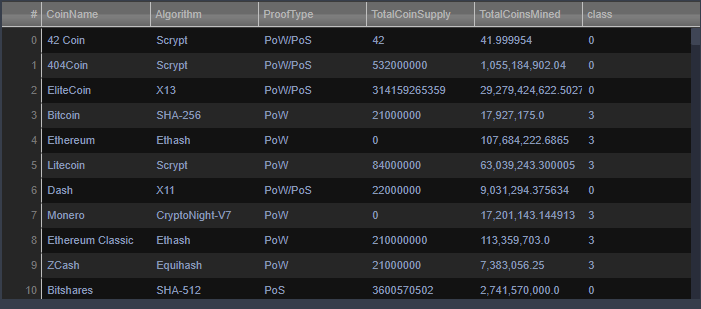 # CoinName Algorithm ProofType TotalCoinSupply TotalCoinsMined class
0 42 Coin Scrypt PoW/PoS 42 41.999954 0
1 404Coin Scrypt PoW/PoS 532000000 1,055,184,902.04 0
2 EliteCoin X13 PoW/PoS 314159265359 29,279,424,622.5027 0
3 Bitcoin SHA-256 PoW 21000000 17,927,175.0 3
4 Ethereum Ethash PoW 0 107,684,222.6865 3
5 Litecoin Scrypt PoW 84000000 63,039,243.300005 3
6 Dash X11 PoW/PoS 22000000 9,031,294.375634 0
7 Monero CryptoNight-V7 PoW 0 17,201,143.144913 3
8 Ethereum Classic Ethash PoW 210000000 113,359,703.0 3
9 ZCash Equihash PoW 21000000 7,383,056.25 3
10 Bitshares SHA-512 PoS 3600570502 2,741,570,000.0 0